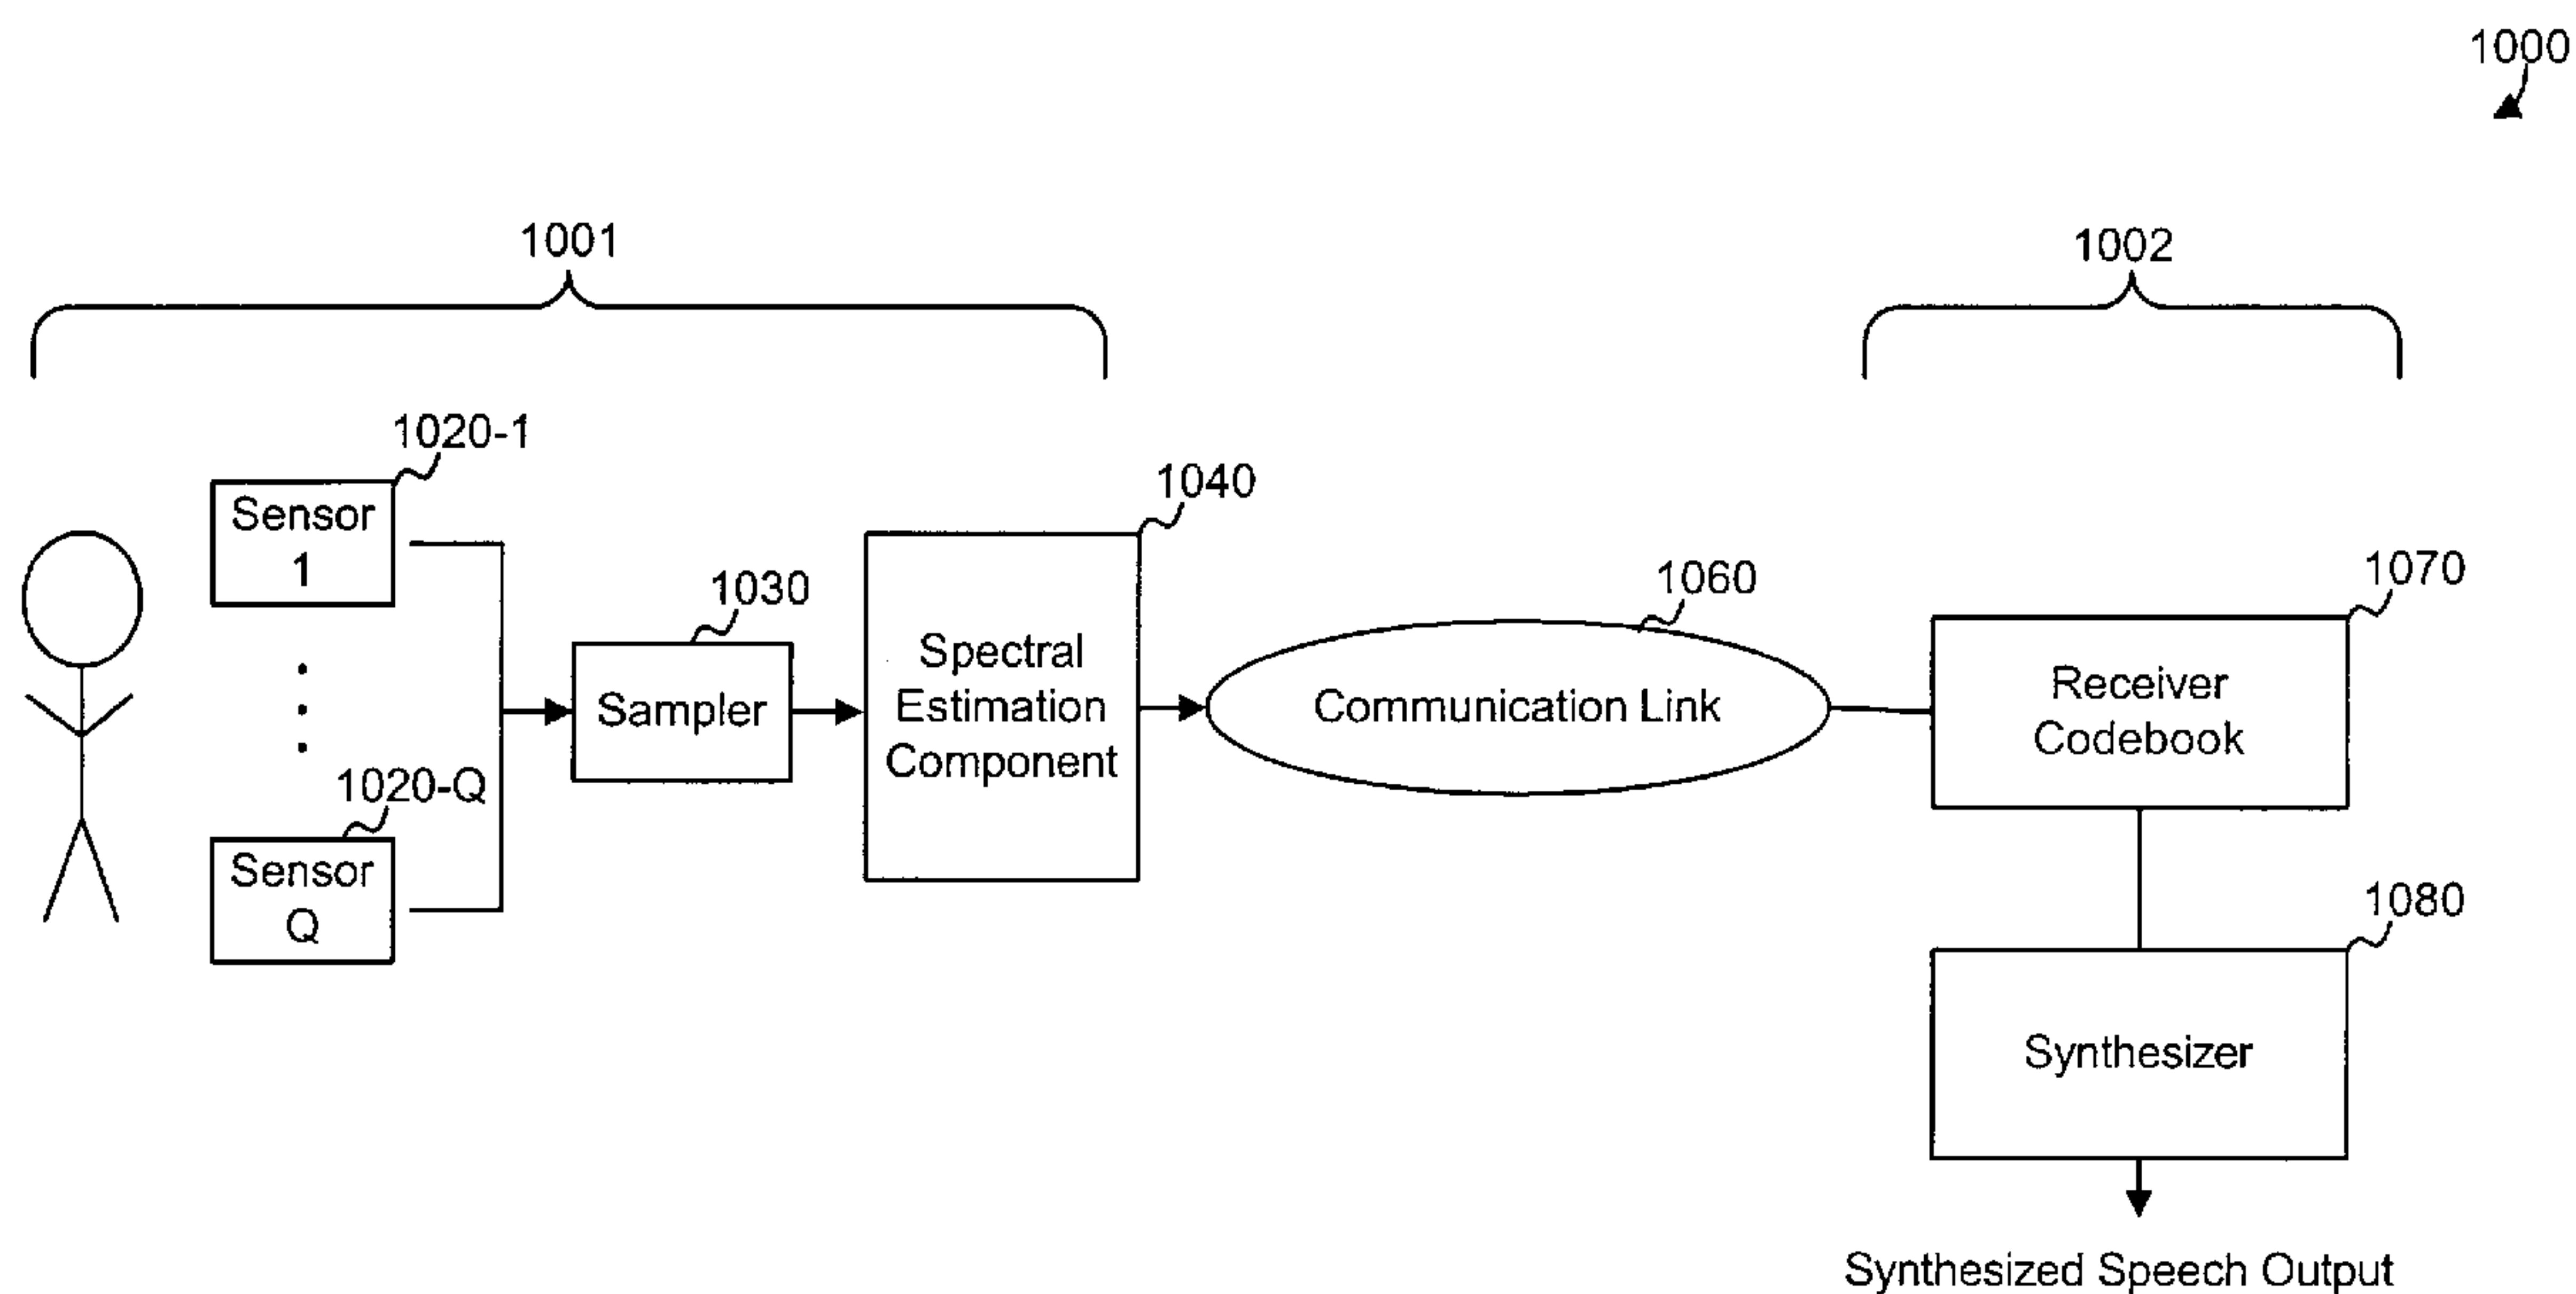 1000
1001
1002
1020-1
Sensor
1
1020-Q
Sensor
Q
1030
Sampler
1040
Spectral
Estimation
Component
1060
Communication Link
1070
Receiver
Codebook
1080
Synthesizer
Synthesized Speech Output